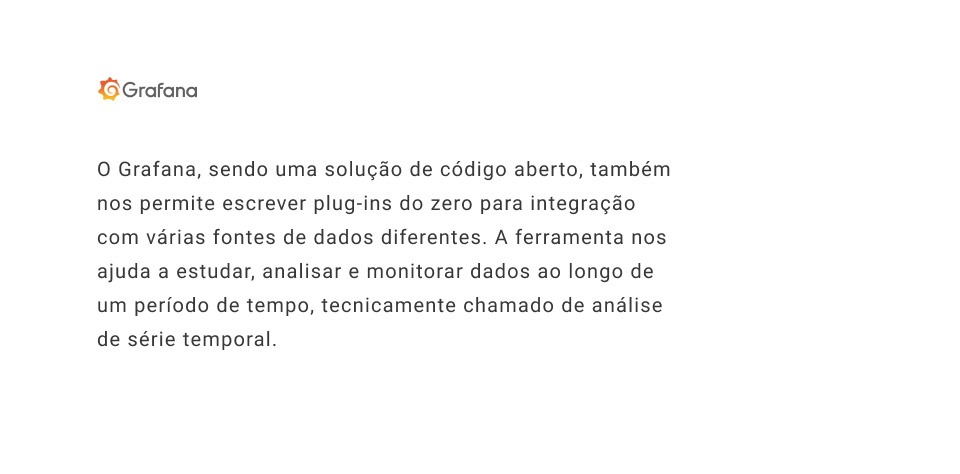 Grafana
O Grafana, sendo uma solução de código aberto, também
nos permite escrever plug-ins do zero para integração
com várias fontes de dados diferentes. A ferramenta nos
ajuda a estudar, analisar e monitorar dados ao longo de
um período de tempo, tecnicamente chamado de análise
de série temporal.